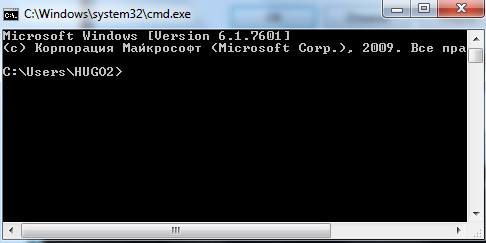 C:\Windows\system32\cmd.exe
Microsoft Windows [Version 6.1.7601]
(c) Корпорация Майкрософт (Microsoft Corp.), 2009. Все пра
C:\Users\HUGO2>